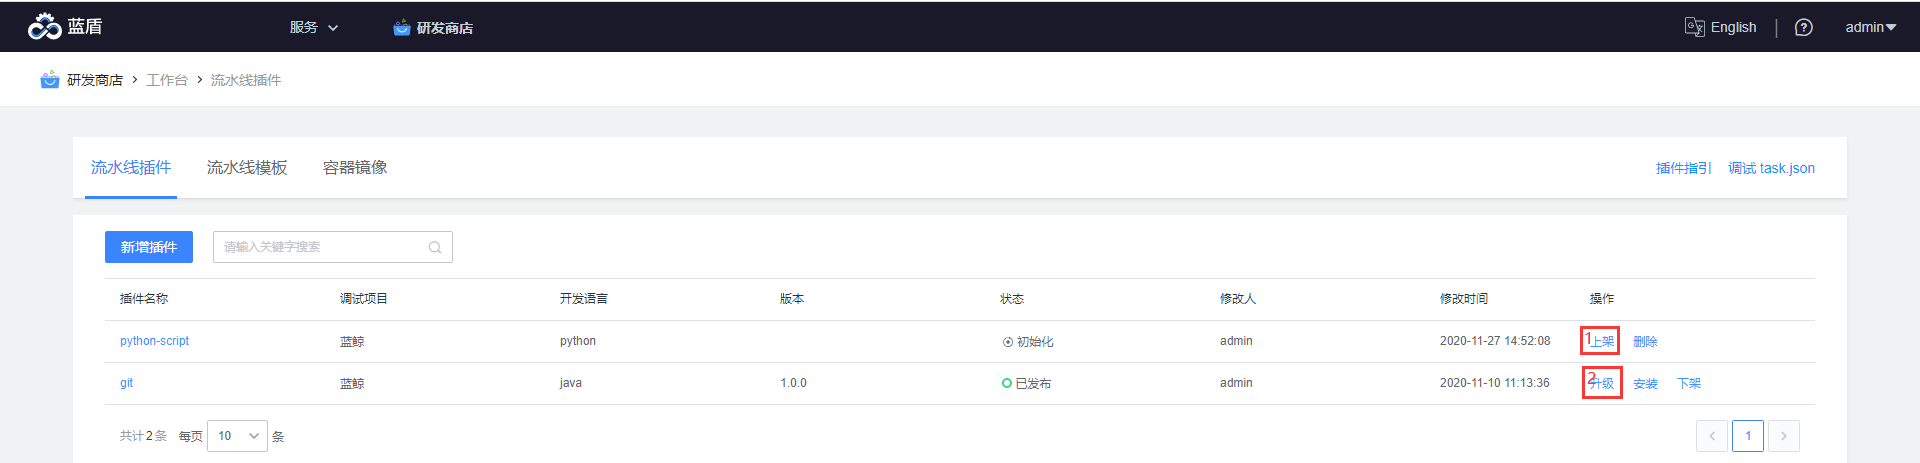 蓝盾 服务 研发商店 English admin
研发商店 > 工作台 > 流水线插件
流水线插件 流水线模板 容器镜像 插件指引 调试 task.json
新增插件 请输入关键字搜索
插件名称 调试项目 开发语言 版本 状态 修改人 修改时间 操作
python-script 蓝鲸 python 初始化 admin 2020-11-27 14:52:08 1 上架 删除
git 蓝鲸 java 1.0.0 已发布 admin 2020-11-10 11:13:36 2 升级 安装 下架
共计 2 条 每页 10 条 1